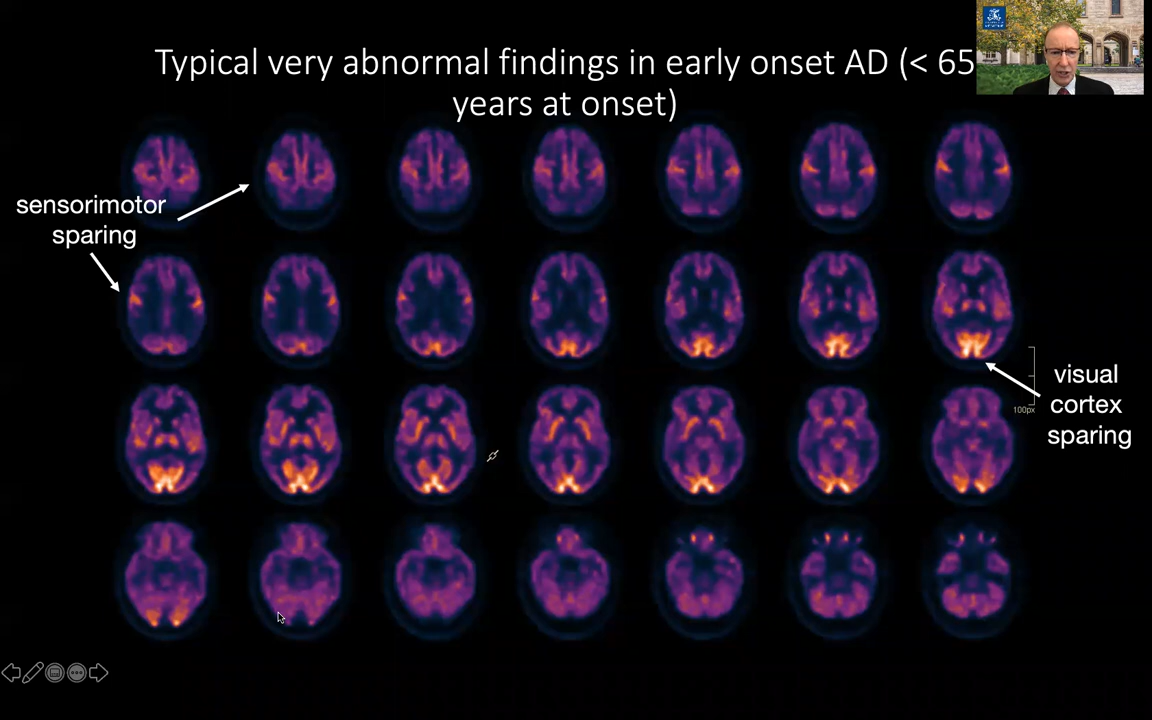 Typical very abnormal findings in early onset AD (< 65
years at onset)
sensorimotor
sparing
visual
cortex
sparing
100px